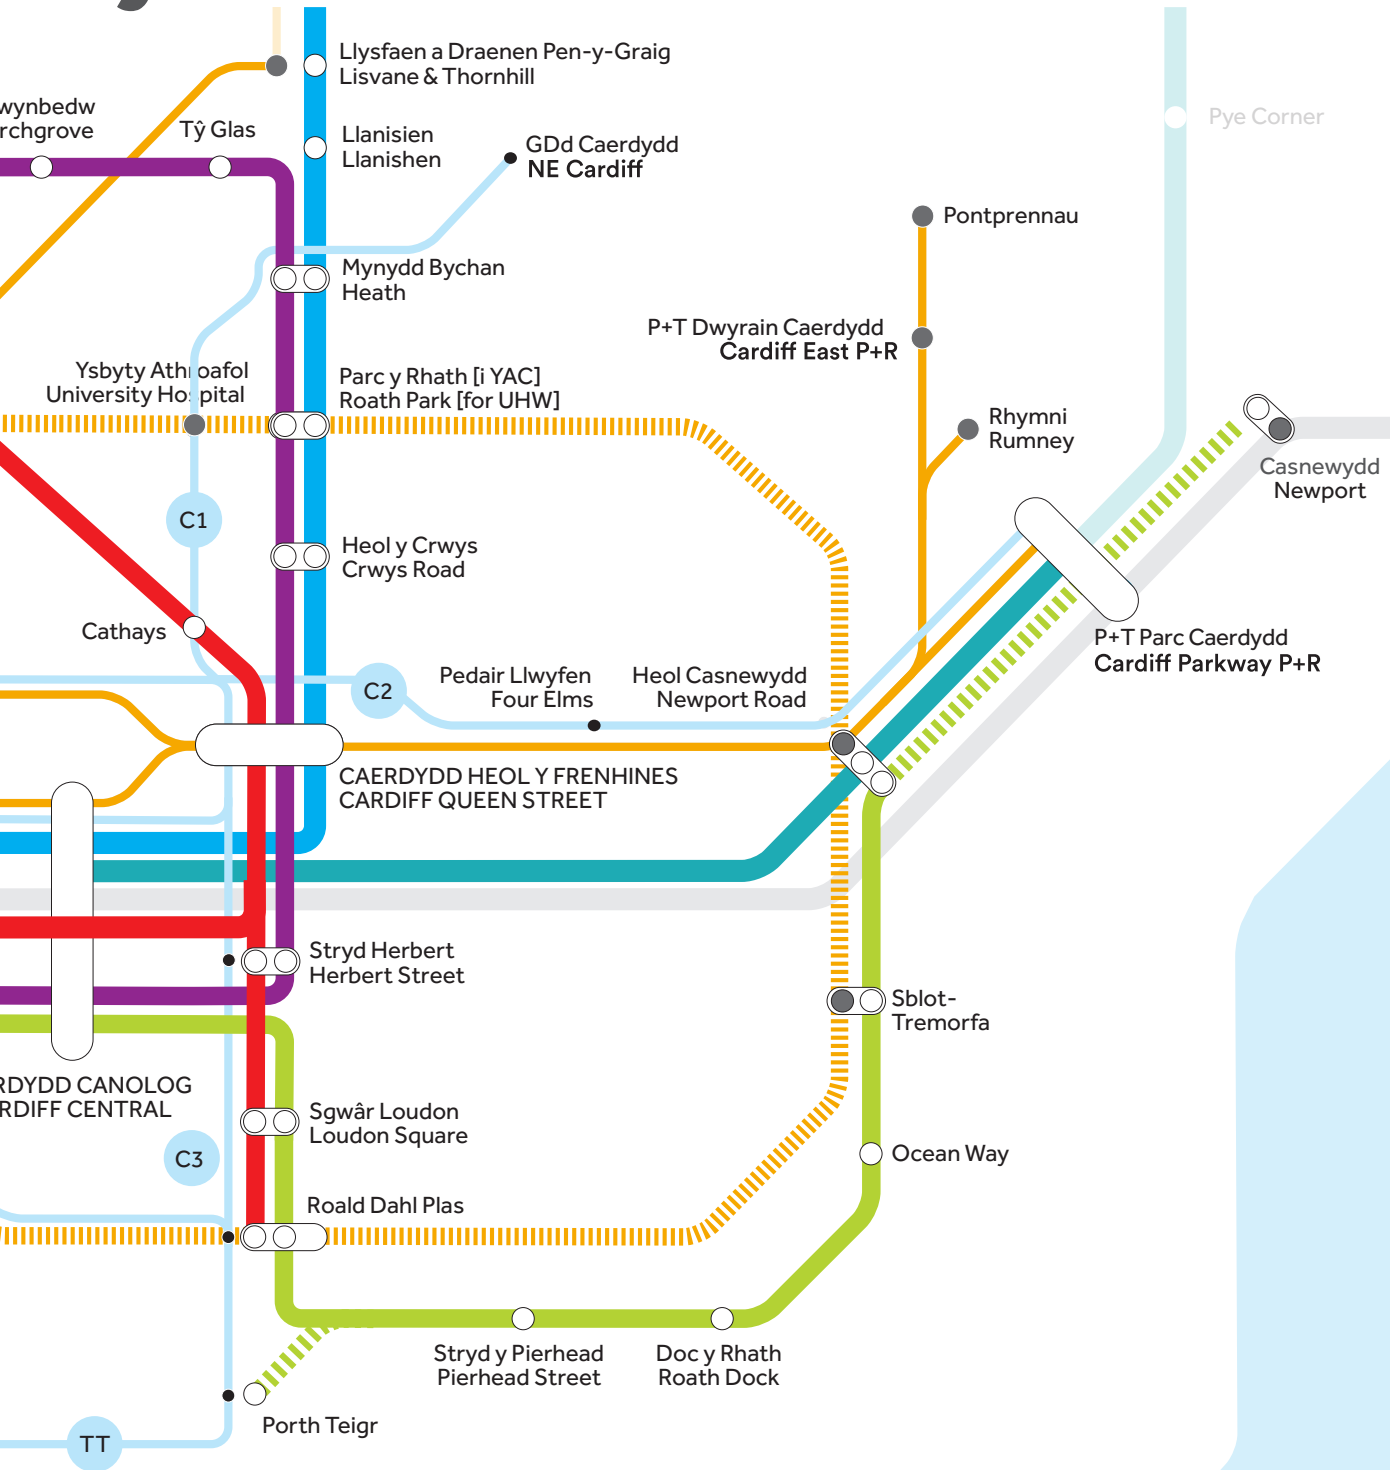 Llysfaen a Draenen Pen-y-Graig
Lisvane & Thornhill
wynbedw
rchgrove
Tŷ Glas
Llanisien
Llanishen
GDd Caerdydd
NE Cardiff
Pye Corner
Pontprennau
Mynydd Bychan
Heath
P+T Dwyrain Caerdydd
Cardiff East P+R
Ysbyty Athroafol
University Hospital
Parc y Rhath [i YAC]
Roath Park [for UHW]
Rhymni
Rumney
Casnewydd
Newport
C1
Heol y Crwys
Crwys Road
Cathays
P+T Parc Caerdydd
Cardiff Parkway P+R
C2
Pedair Llwyfen
Four Elms
Heol Casnewydd
Newport Road
CAERDYDD HEOL Y FRENHINES
CARDIFF QUEEN STREET
Stryd Herbert
Herbert Street
Sblot-
Tremorfa
RDYDD CANOLOG
RDIFF CENTRAL
Sgwâr Loudon
Loudon Square
C3
Ocean Way
Roald Dahl Plas
Stryd y Pierhead
Pierhead Street
Doc y Rhath
Roath Dock
Porth Teigr
TT